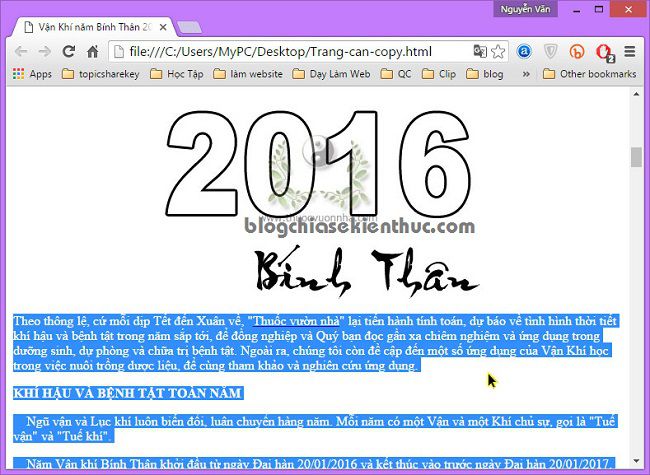 Nguyễn Văn
Vận Khí năm Bính Thân 20
file:///C:/Users/MyPC/Desktop/Trang-can-copy.html
2
Apps topicsharekey Học Tập làm website Dạy Làm Web QC Clip blog » Other bookmarks
2016
blogchiasekienthuc.com
Bính Thân
Theo thông lệ, cứ mỗi dịp Tết đến Xuân về, "Thuốc vườn nhà" lại tiến hành tính toán, dự báo về tình hình thời tiết
khí hậu và bệnh tật trong năm sắp tới, để đồng nghiệp và Quý bạn đọc gần xa chiêm nghiệm và ứng dụng trong
dưỡng sinh, dự phòng và chữa trị bệnh tật. Ngoài ra, chúng tôi còn đề cập đến một số ứng dụng của Vận Khí học
trong việc nuôi trồng dược liệu, để cùng tham khảo và nghiên cứu ứng dụng.
KHÍ HẬU VÀ BỆNH TẬT TOÀN NĂM
Ngũ vận và Lục khí luôn biến đổi, luân chuyển hàng năm. Mỗi năm có một Vận và một Khí chủ sự, gọi là "Tuế
vận" và "Tuế khí".
Năm Vận khí Bính Thân khởi đầu từ ngày Đại hàn 20/01/2016 và kết thúc vào trước ngày Đại hàn 20/01/2017.